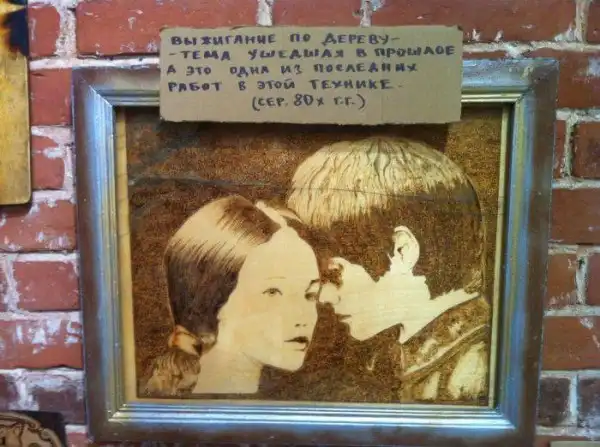 ВЫЖИГАНИЕ ПО ДЕРЕВУ-
- ТЕМА УШЕДШАЯ В ПРОШЛОЕ
А ЭТО ОДНА ИЗ ПОСЛЕДНИХ
РАБОТ В ЭТОЙ ТЕХНИКЕ.
(СЕР. 80х Г.Г.)